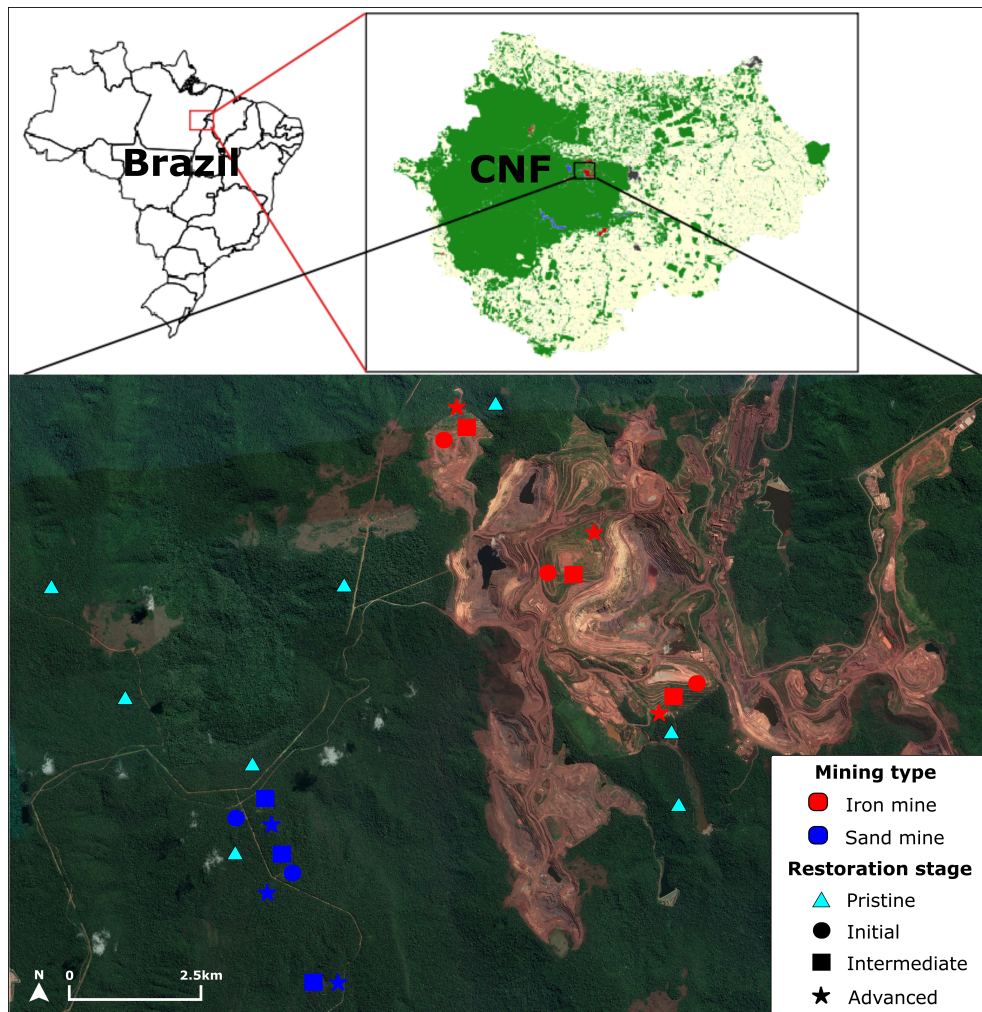 Brazil
CNF
Mining type
Iron mine
Sand mine
Restoration stage
Pristine
Initial
Intermediate
Advanced
N
0
2.5km